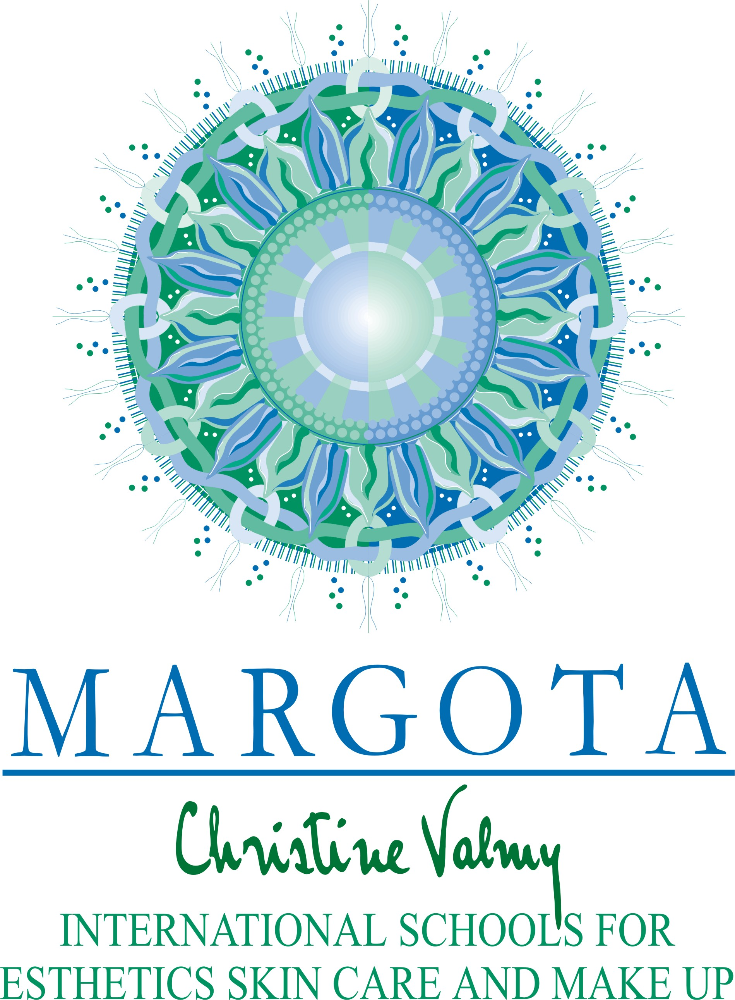 MARGOTA
Christine Valmy
INTERNATIONAL SCHOOLS FOR
ESTHETICS SKIN CARE AND MAKE UP